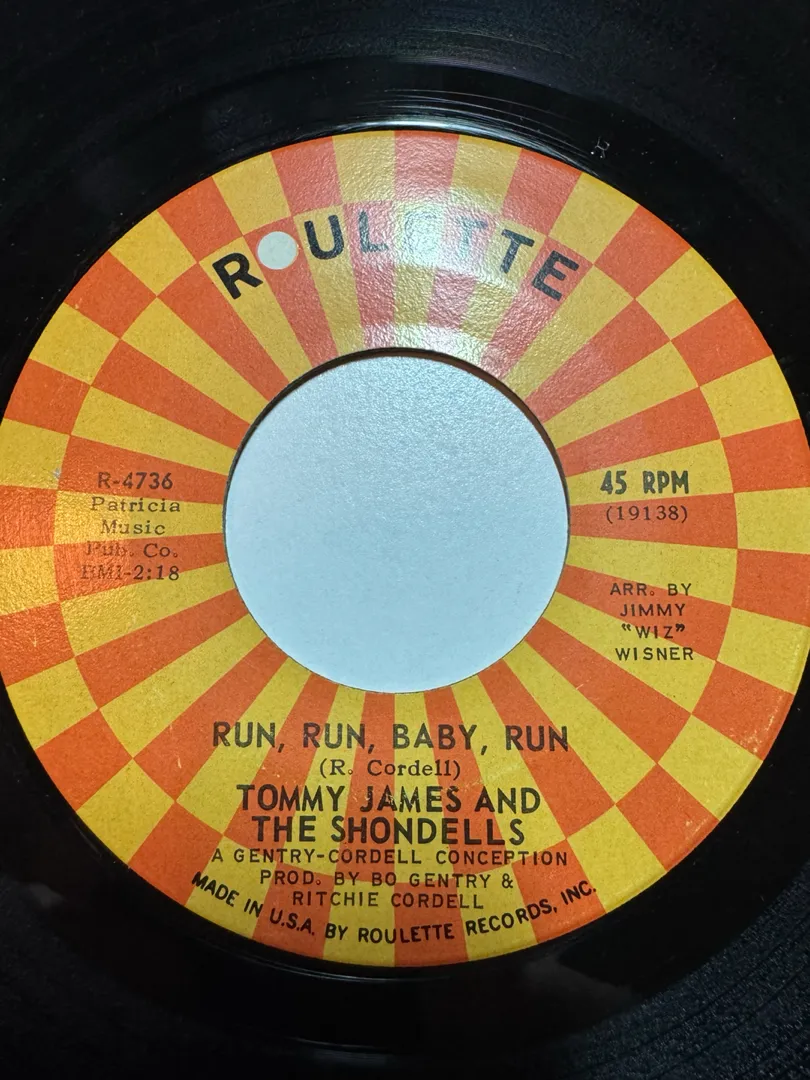 ROULETTE
R-4736
Patricia
Music
Pub. Co.
BMI-2:18
45 RPM
(19138)
ARR. BY
JIMMY
"WIZ"
WISNER
RUN, RUN, BABY, RUN
(R. Cordell)
TOMMY JAMES AND
THE SHONDELLS
A GENTRY-CORDELL CONCEPTION
PROD. BY BO GENTRY &
RITCHIE CORDELL
MADE IN U.S.A. BY ROULETTE RECORDS, INC.